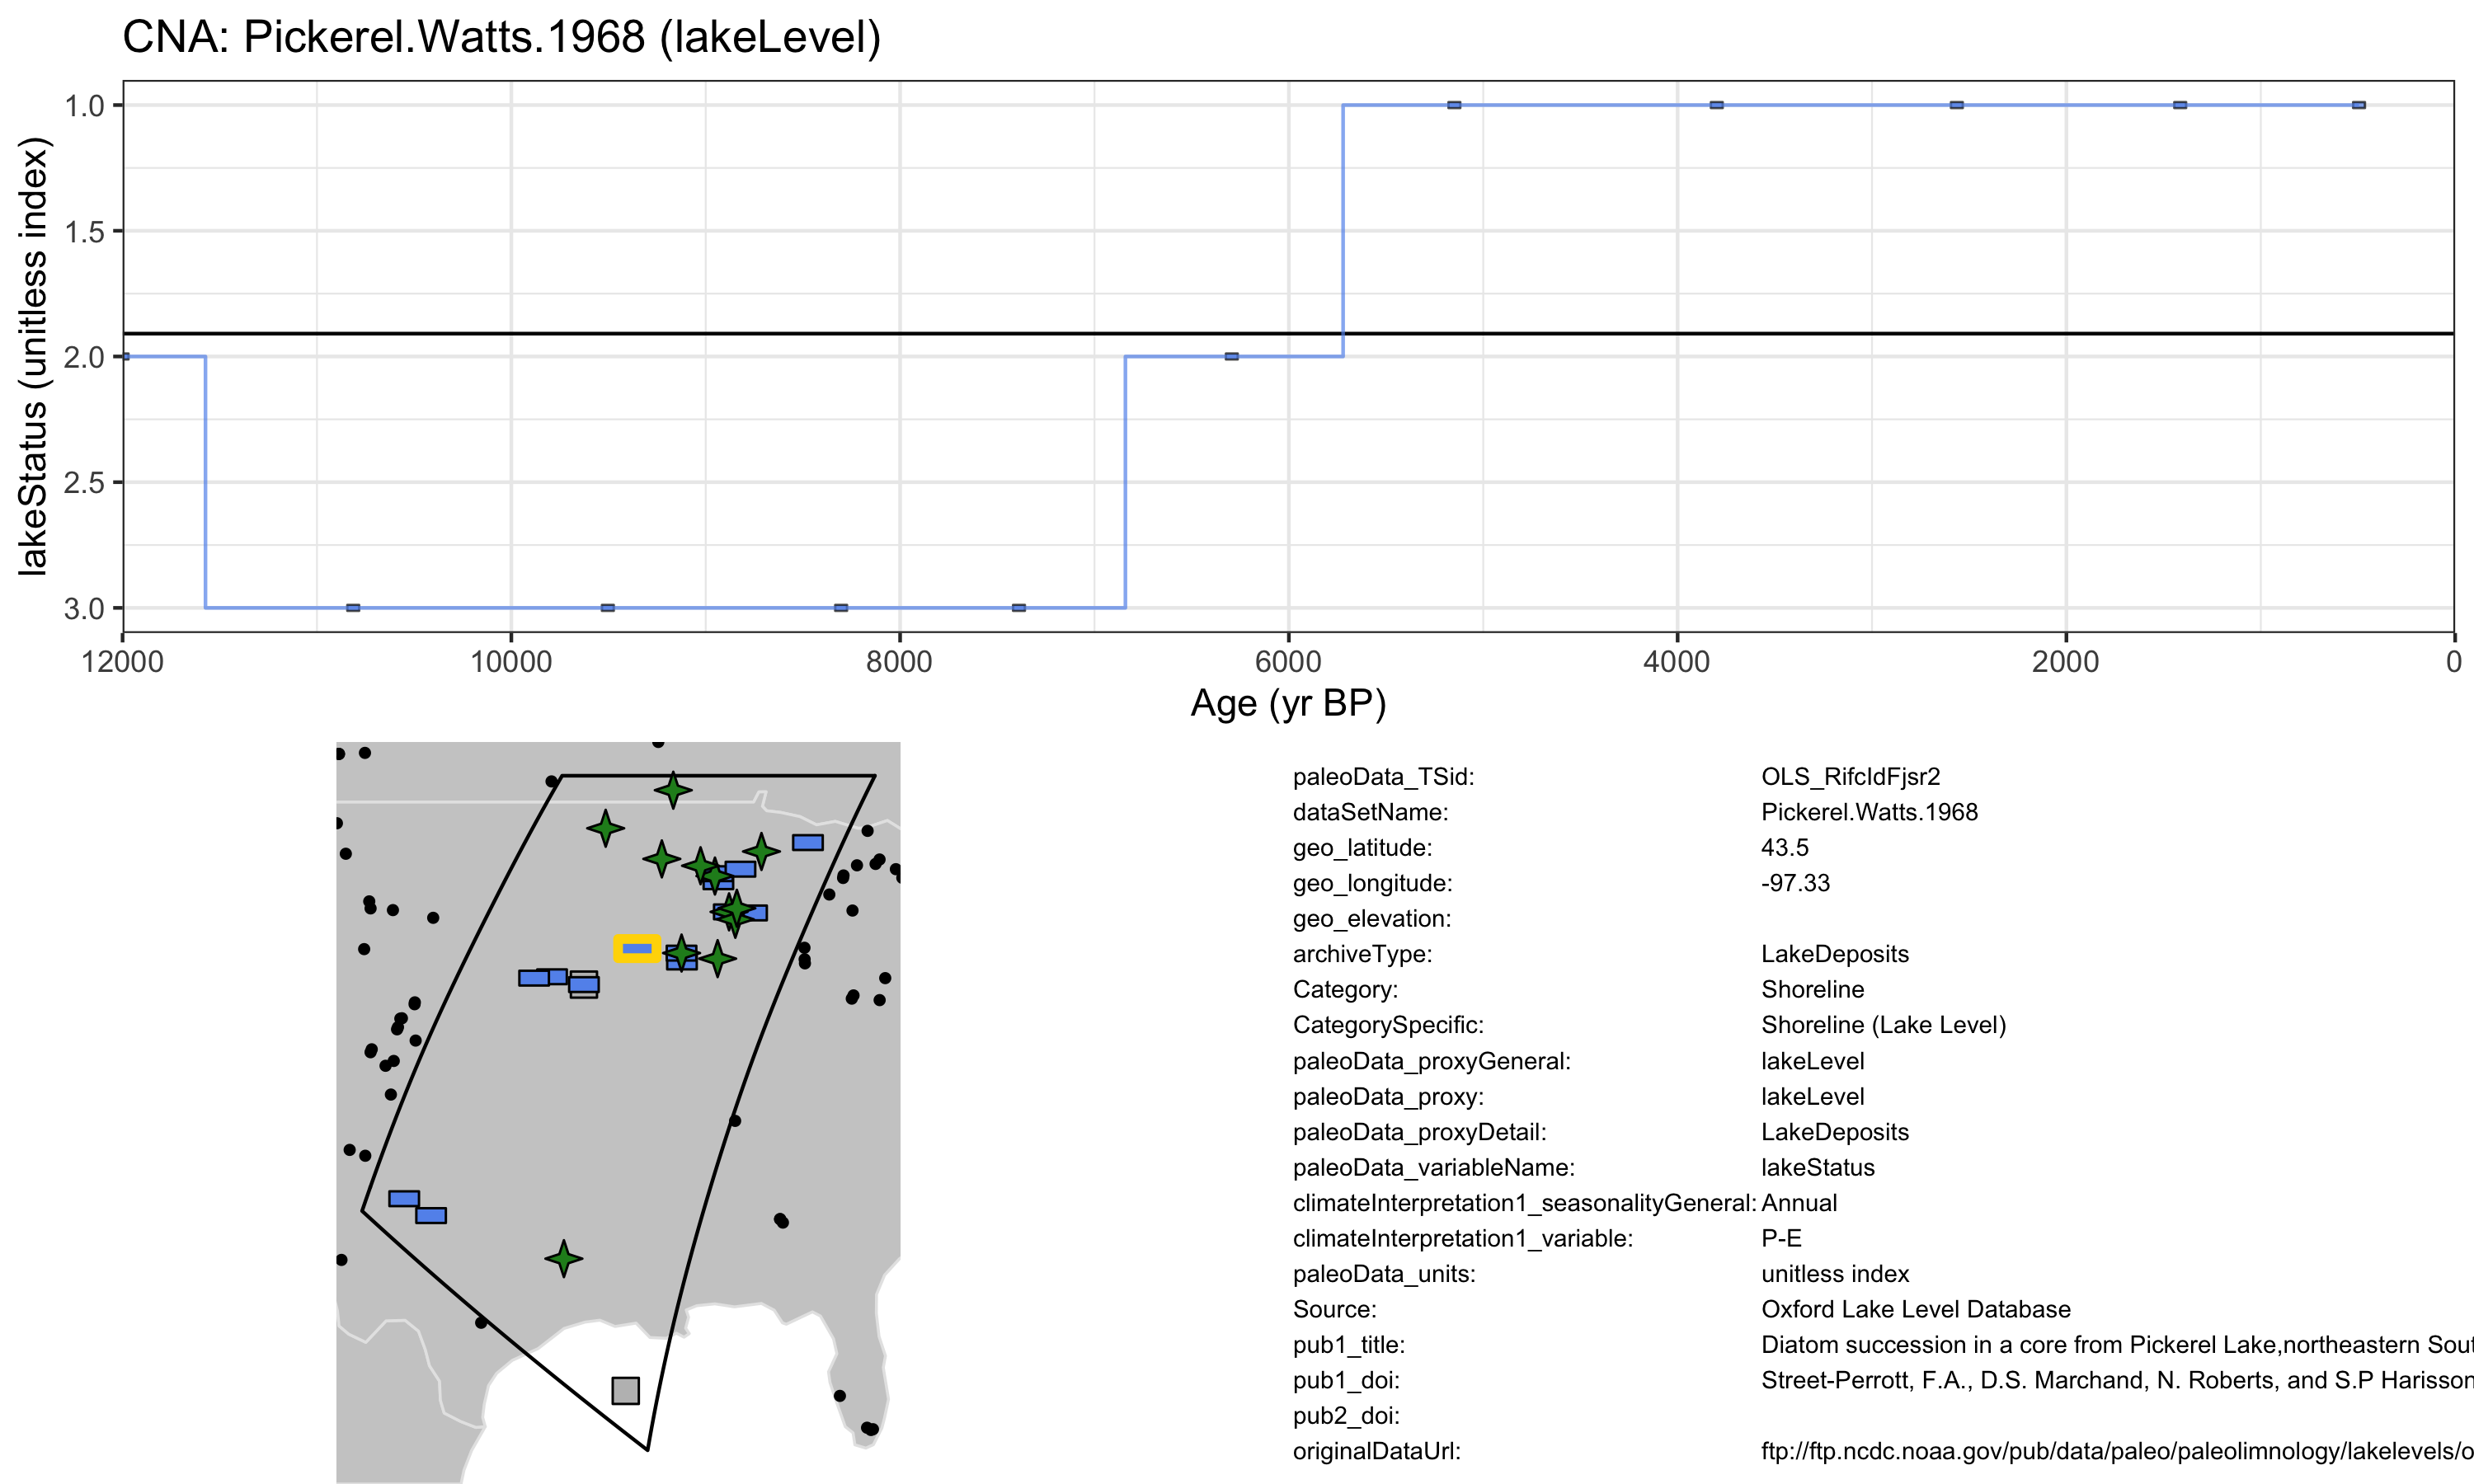 CNA: Pickerel.Watts.1968 (lakeLevel)
lakeStatus (unitless index)
1.0
1.5
2.0
2.5
3.0
12000 10000 8000 6000 4000 2000 0
Age (yr BP)
paleoData_TSid: OLS_RifcIdFjsr2
dataSetName: Pickerel.Watts.1968
geo_latitude: 43.5
geo_longitude: -97.33
geo_elevation:
archiveType: LakeDeposits
Category: Shoreline
CategorySpecific: Shoreline (Lake Level)
paleoData_proxyGeneral: lakeLevel
paleoData_proxy: lakeLevel
paleoData_proxyDetail: LakeDeposits
paleoData_variableName: lakeStatus
climateInterpretation1_seasonalityGeneral: Annual
climateInterpretation1_variable: P-E
paleoData_units: unitless index
Source: Oxford Lake Level Database
pub1_title: Diatom succession in a core from Pickerel Lake,northeastern Sout
pub1_doi: Street-Perrott, F.A., D.S. Marchand, N. Roberts, and S.P Harisson
pub2_doi:
originalDataUrl: ftp://ftp.ncdc.noaa.gov/pub/data/paleo/paleolimnology/lakelevels/o